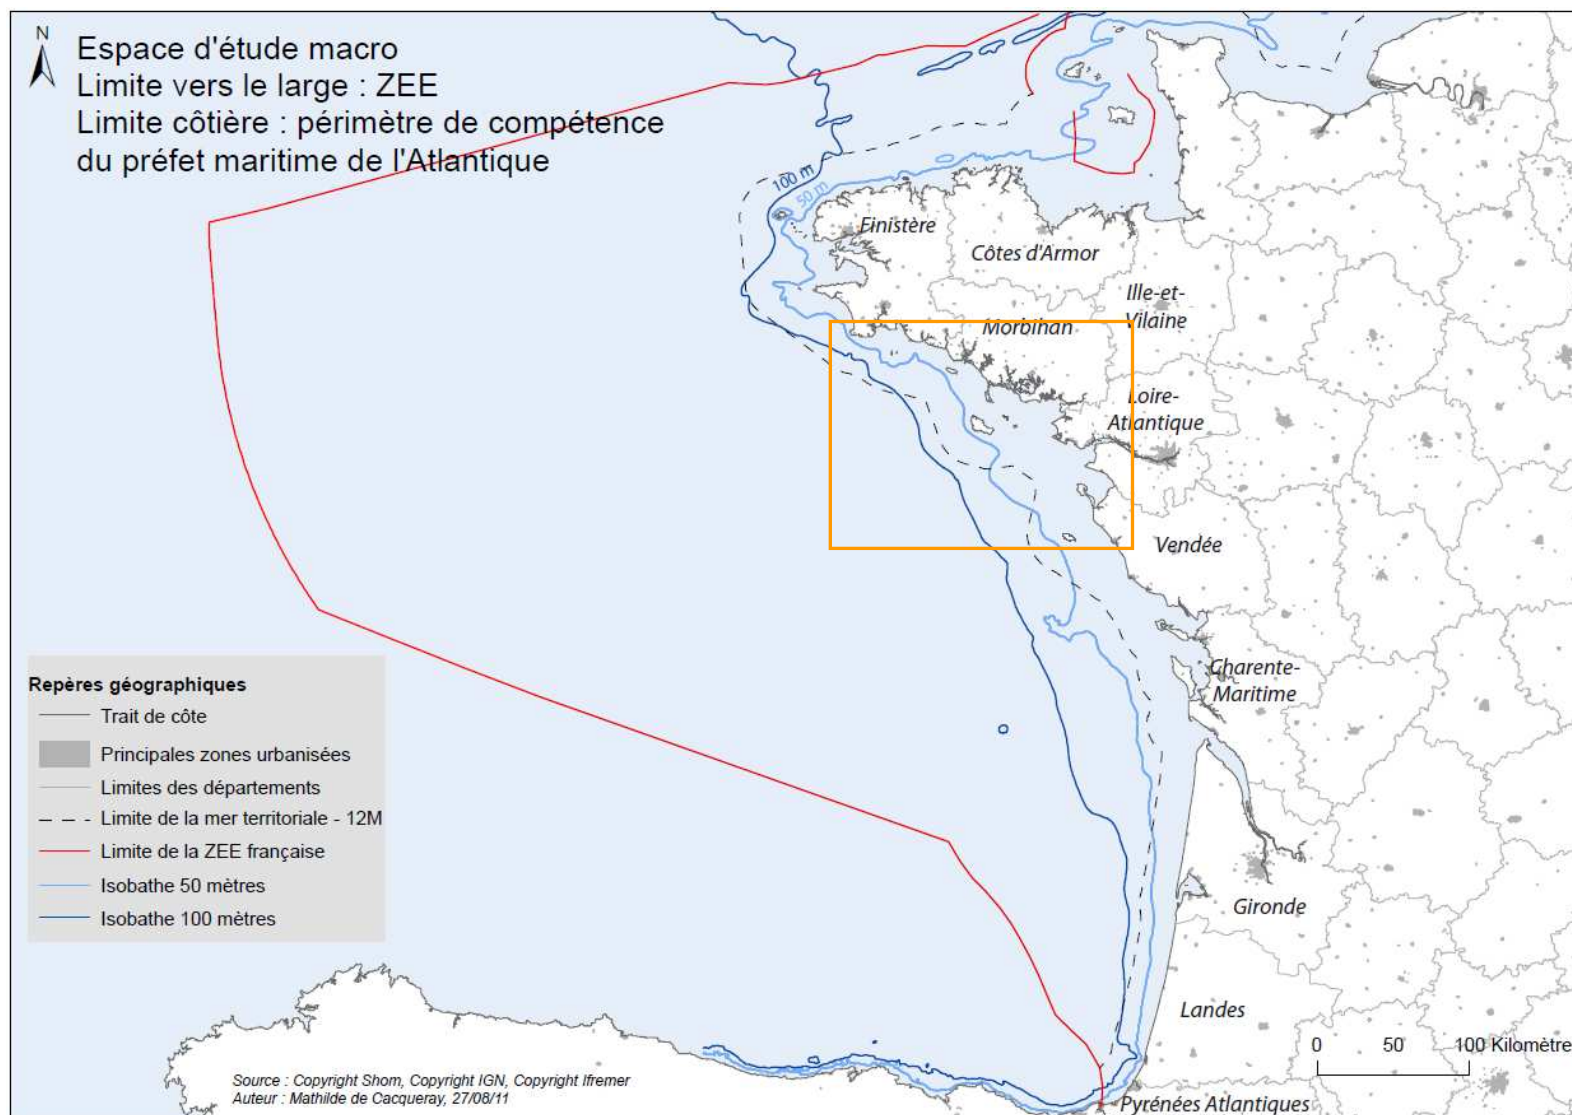 N
Espace d'étude macro
Limite vers le large : ZEE
Limite côtière : périmètre de compétence
du préfet maritime de l'Atlantique
100 m
50 m
Finistère
Côtes d'Armor
Ille-et-
Vilaine
Morbihan
Loire-
Atlantique
Vendée
Charente-
Maritime
Gironde
Landes
Pyrénées Atlantiques
Repères géographiques
Trait de côte
Principales zones urbanisées
Limites des départements
Limite de la mer territoriale - 12M
Limite de la ZEE française
Isobathe 50 mètres
Isobathe 100 mètres
0 50 100 Kilomètre
Source : Copyright Shom, Copyright IGN, Copyright Ifremer
Auteur : Mathilde de Cacqueray, 27/08/11